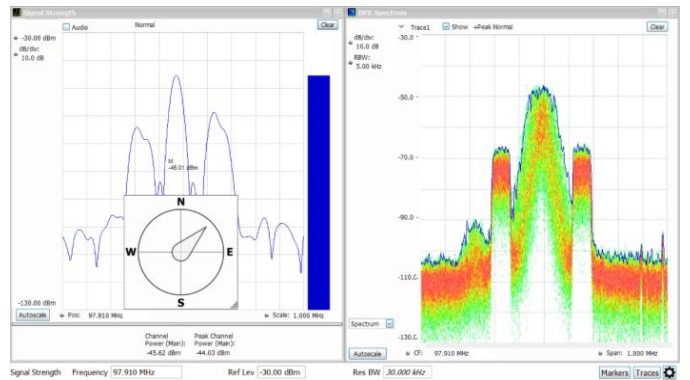 Signal Strength
Audio
Normal
Clear
-30.00 dBm
dB/div:
10.0 dB
M
-45.01 dBm
N
W
E
S
-130.00 dBm
Autoscale
Pos: 97.910 MHz
Scale: 1.000 MHz
Channel
Power (Main):
-45.62 dBm
Peak Channel
Power (Main):
-44.03 dBm
DPX Spectrum
Trace1
Show
+Peak Normal
Clear
dB/div:
10.0 dB
RBW:
5.00 kHz
-30.0
-50.0
-70.0
-90.0
-110.0
-130.0
Spectrum
Autoscale
CF: 97.910 MHz
Span: 1.000 MHz
Signal Strength Frequency 97.910 MHz Ref Lev -30.00 dBm Res BW 30.000 kHz Markers Traces